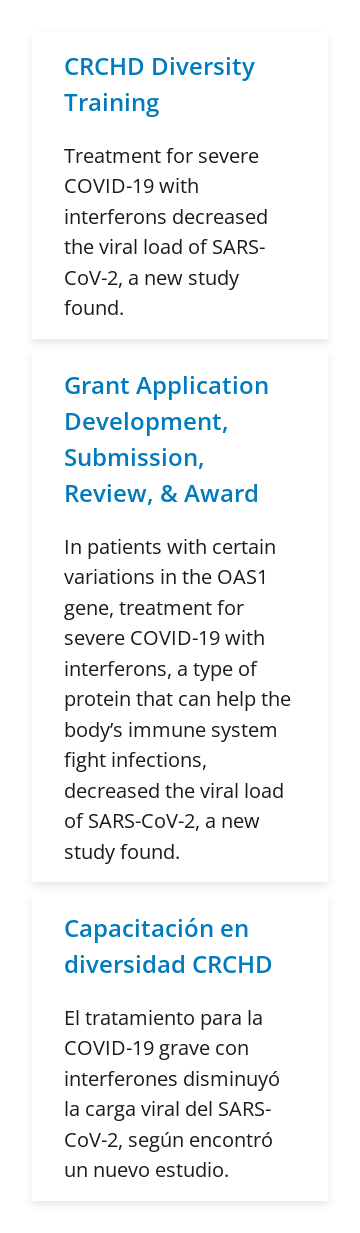 CRCHD Diversity
Training
Treatment for severe
COVID-19 with
interferons decreased
the viral load of SARS-
CoV-2, a new study
found.
Grant Application
Development,
Submission,
Review, & Award
In patients with certain
variations in the OAS1
gene, treatment for
severe COVID-19 with
interferons, a type of
protein that can help the
body’s immune system
fight infections,
decreased the viral load
of SARS-CoV-2, a new
study found.
Capacitación en
diversidad CRCHD
El tratamiento para la
COVID-19 grave con
interferones disminuyó
la carga viral del SARS-
CoV-2, según encontró
un nuevo estudio.